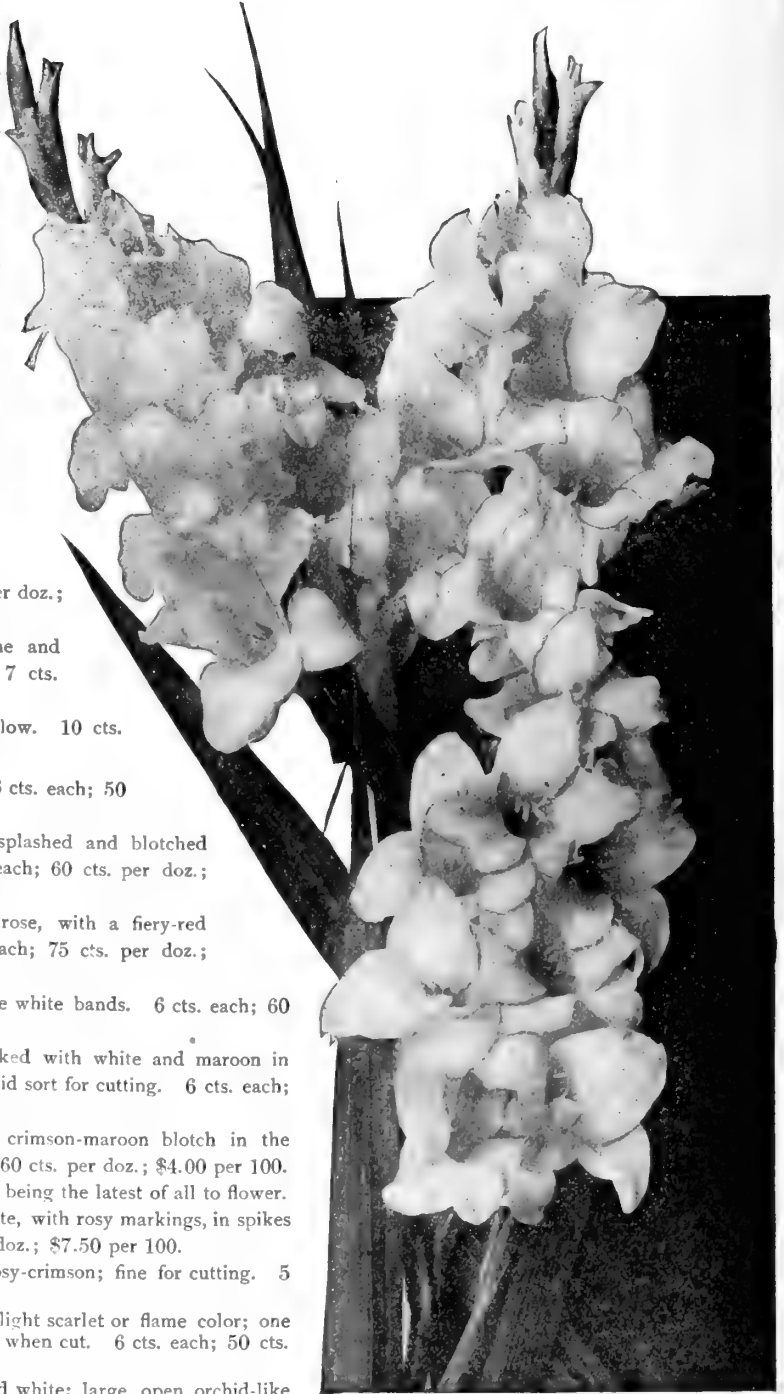 er doz.;
ne and
7 cts.
low. 10 cts.
cts. each; 50
splashed and blotched
each; 60 cts. per doz.;
rose, with a fiery-red
ach; 75 cts. per doz.;
e white bands. 6 cts. each; 60
ked with white and maroon in
id sort for cutting. 6 cts. each;
crimson-maroon blotch in the
60 cts. per doz.; $4.00 per 100.
being the latest of all to flower.
te, with rosy markings, in spikes
doz.; $7.50 per 100.
sy-crimson; fine for cutting. 5
light scarlet or flame color; one
when cut. 6 cts. each; 50 cts.
d white; large, open orchid-like